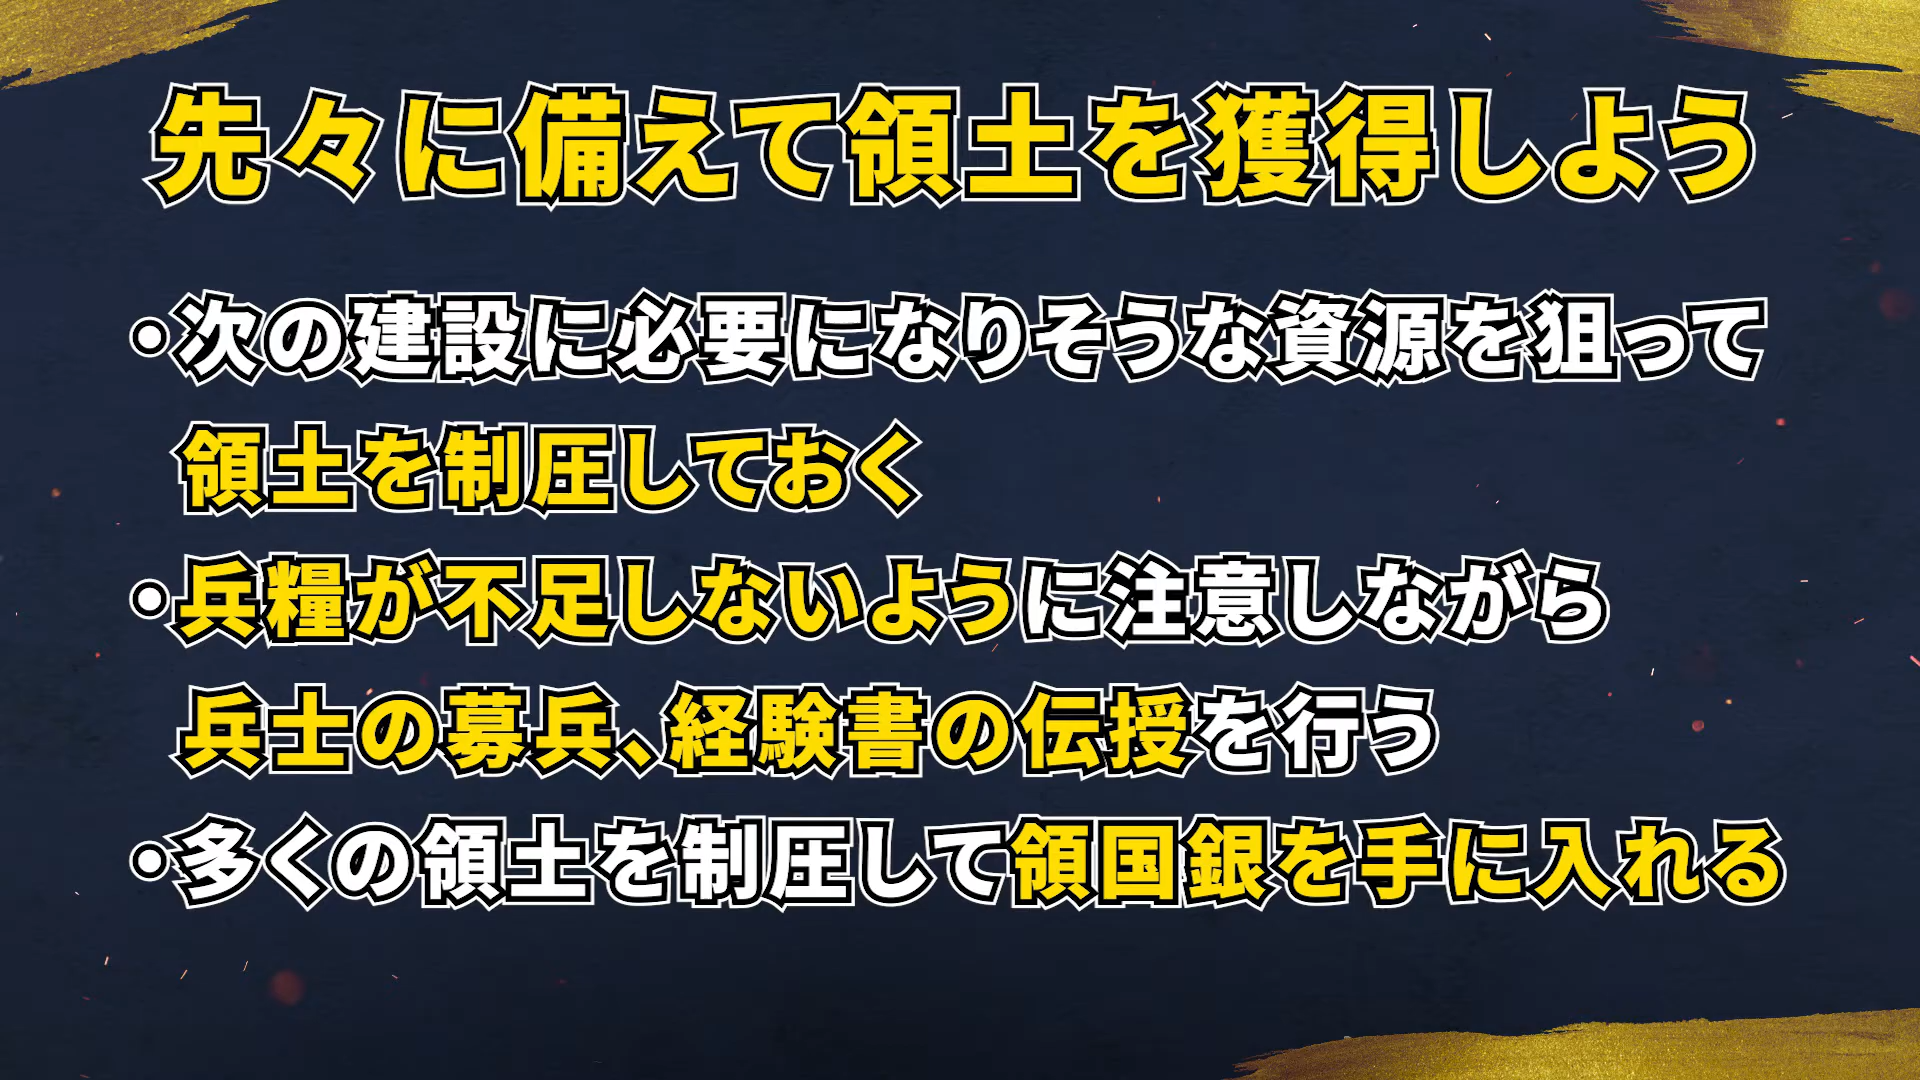 先々に備えて領土を獲得しよう
・次の建設に必要になりそうな資源を狙って
領土を制圧しておく
・兵糧が不足しないように注意しながら
兵士の募兵、経験書の伝授を行う
・多くの領土を制圧して領国銀を手に入れる